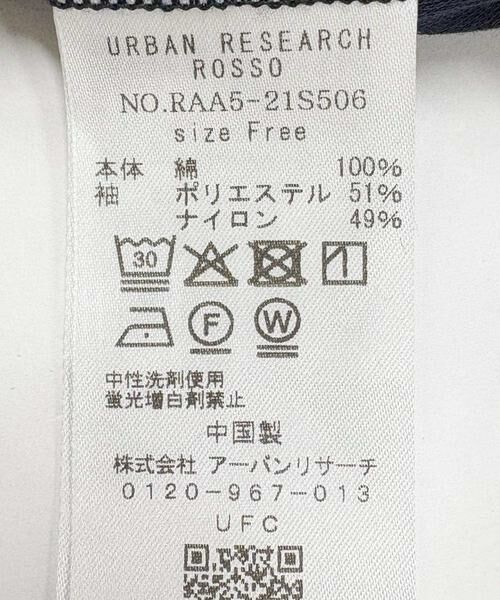 URBAN RESEARCH
ROSSO
NO.RAA5-21S506
size Free
本体 綿 100%
袖 ポリエステル 51%
ナイロン 49%
30
F W
中性洗剤使用
蛍光増白剤禁止
中国製
株式会社 アーバンリサーチ
0120-967-013
UFC